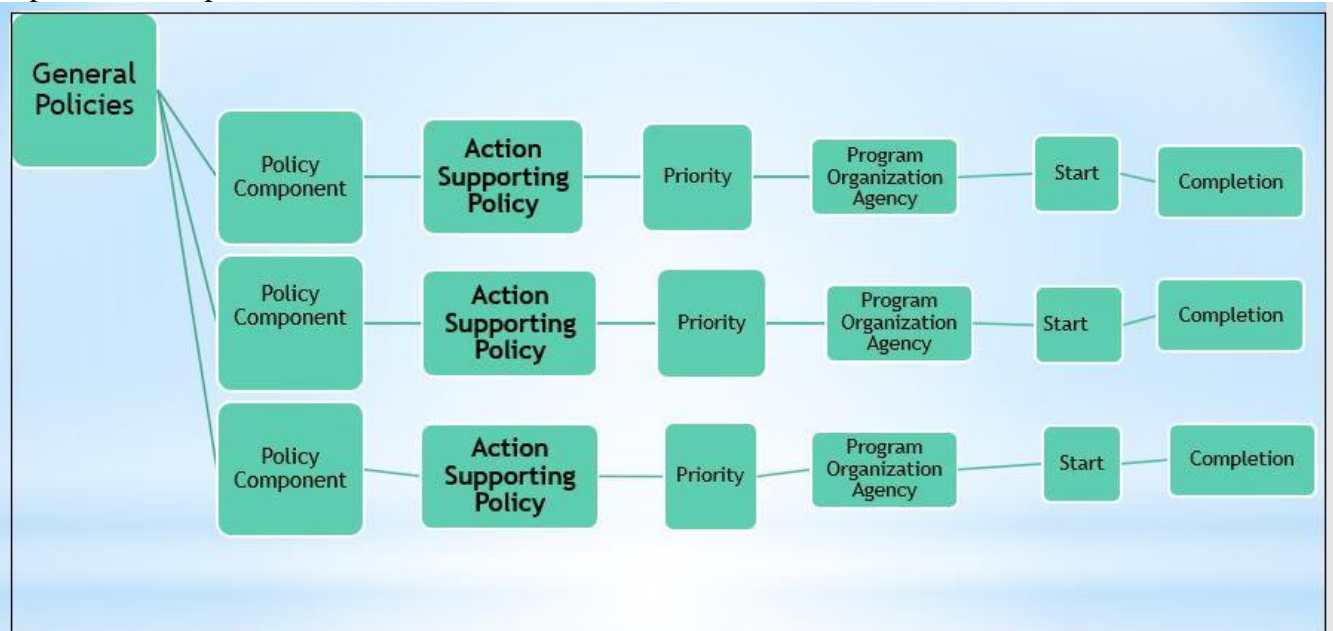 General
Policies
Policy
Component
Action
Supporting
Policy
Priority
Program
Organization
Agency
Start
Completion
Policy
Component
Action
Supporting
Policy
Priority
Program
Organization
Agency
Start
Completion
Policy
Component
Action
Supporting
Policy
Priority
Program
Organization
Agency
Start
Completion